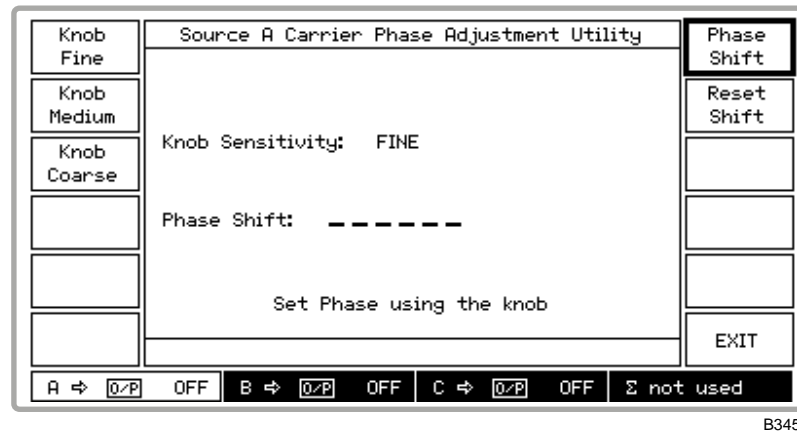 Source A Carrier Phase Adjustment Utility
Knob
Fine
Knob
Medium
Knob
Coarse
Knob Sensitivity: FINE
Phase Shift: _ _ _ _ _ _
Set Phase using the knob
Phase
Shift
Reset
Shift
EXIT
A ⇨ O/P OFF
B ⇨ O/P OFF
C ⇨ O/P OFF
Σ not used
B345